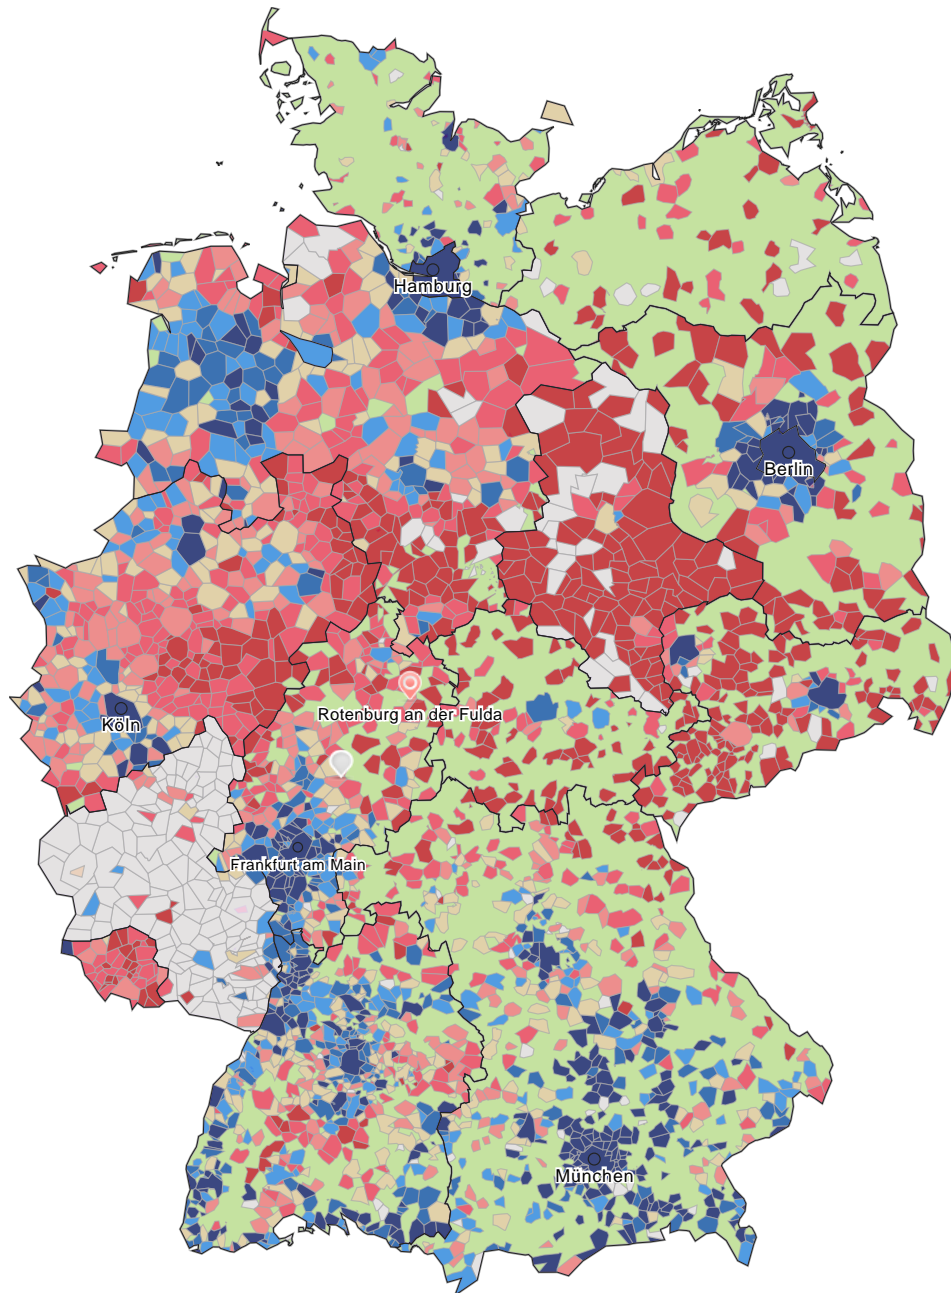 Hamburg
Berlin
Rotenburg an der Fulda
Köln
Frankfurt am Main
München